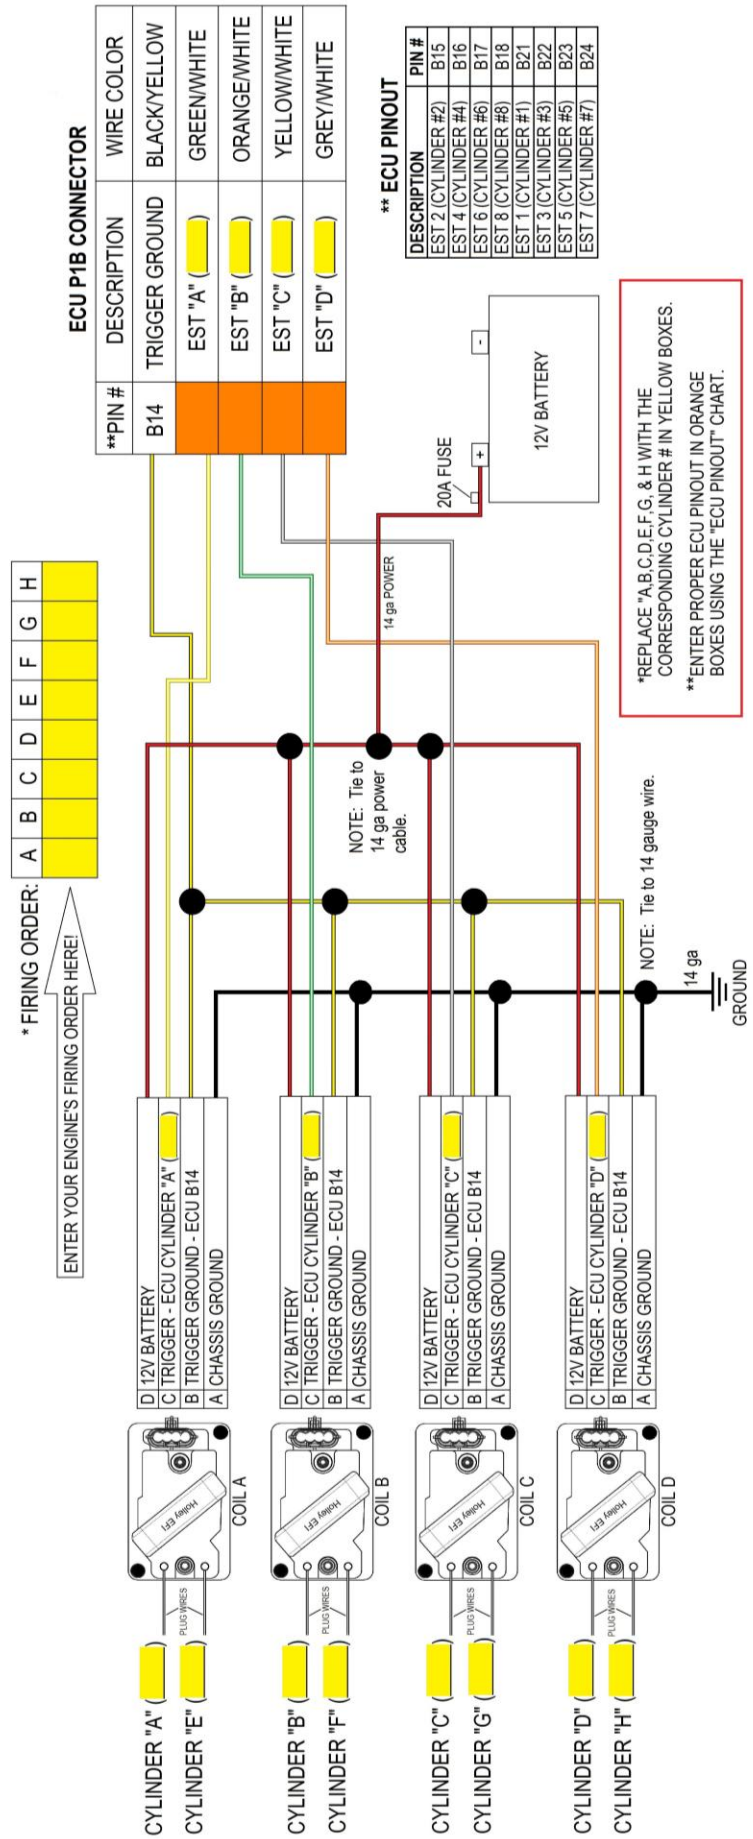 * FIRING ORDER:
A B C D E F G H
ENTER YOUR ENGINE'S FIRING ORDER HERE!
ECU P1B CONNECTOR
**PIN # DESCRIPTION WIRE COLOR
B14 TRIGGER GROUND BLACK/YELLOW
EST "A" ( ) GREEN/WHITE
EST "B" ( ) ORANGE/WHITE
EST "C" ( ) YELLOW/WHITE
EST "D" ( ) GREY/WHITE
** ECU PINOUT
DESCRIPTION PIN #
EST 2 (CYLINDER #2) B15
EST 4 (CYLINDER #4) B16
EST 6 (CYLINDER #6) B17
EST 8 (CYLINDER #8) B18
EST 1 (CYLINDER #1) B21
EST 3 (CYLINDER #3) B22
EST 5 (CYLINDER #5) B23
EST 7 (CYLINDER #7) B24
CYLINDER "A" ( )
CYLINDER "E" ( )
PLUG WIRES
Holley EFI
COIL A
D 12V BATTERY
C TRIGGER - ECU CYLINDER "A" ( )
B TRIGGER GROUND - ECU B14
A CHASSIS GROUND
CYLINDER "B" ( )
CYLINDER "F" ( )
PLUG WIRES
Holley EFI
COIL B
D 12V BATTERY
C TRIGGER - ECU CYLINDER "B" ( )
B TRIGGER GROUND - ECU B14
A CHASSIS GROUND
CYLINDER "C" ( )
CYLINDER "G" ( )
PLUG WIRES
Holley EFI
COIL C
D 12V BATTERY
C TRIGGER - ECU CYLINDER "C" ( )
B TRIGGER GROUND - ECU B14
A CHASSIS GROUND
CYLINDER "D" ( )
CYLINDER "H" ( )
PLUG WIRES
Holley EFI
COIL D
D 12V BATTERY
C TRIGGER - ECU CYLINDER "D" ( )
B TRIGGER GROUND - ECU B14
A CHASSIS GROUND
NOTE: Tie to
14 ga power
cable.
14 ga POWER
20A FUSE
+ -
12V BATTERY
NOTE: Tie to 14 gauge wire.
14 ga
GROUND
*REPLACE "A,B,C,D,E,F,G, & H WITH THE
CORRESPONDING CYLINDER # IN YELLOW BOXES.
**ENTER PROPER ECU PINOUT IN ORANGE
BOXES USING THE "ECU PINOUT" CHART.